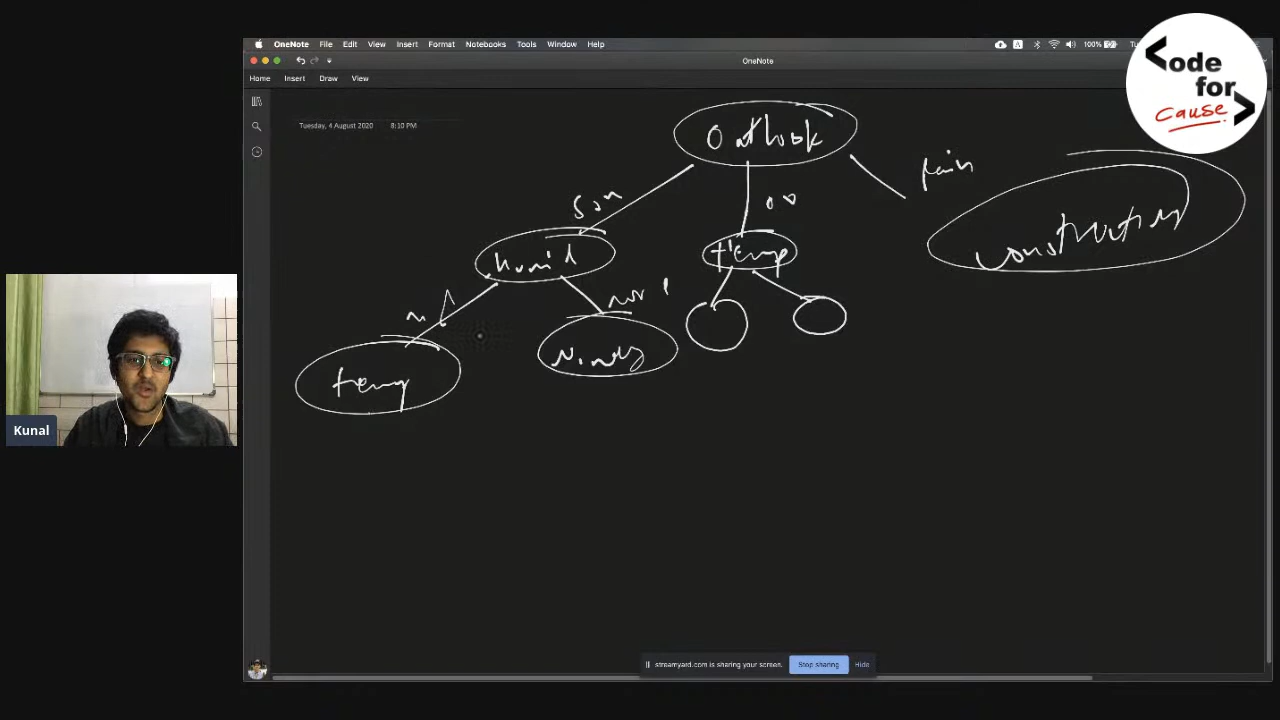 OneNote File Edit View Insert Format Notebooks Tools Window Help 100%
OneNote
Home Insert Draw View
Tuesday, 4 August 2020 8:10 PM
Code
for
cause
Outlook
Sun
Rain
construction
Humid
temp
nor
temp
windy
Kunal
streamyard.com is sharing your screen. Stop sharing Hide